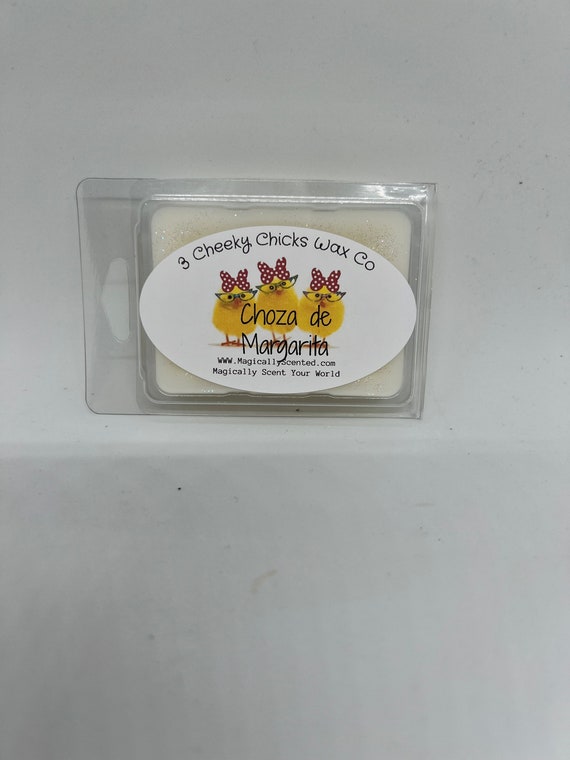 3 Cheeky Chicks Wax Co
Choza de
Margarita
WWW.MagicallyScented.com
Magically Scent Your World